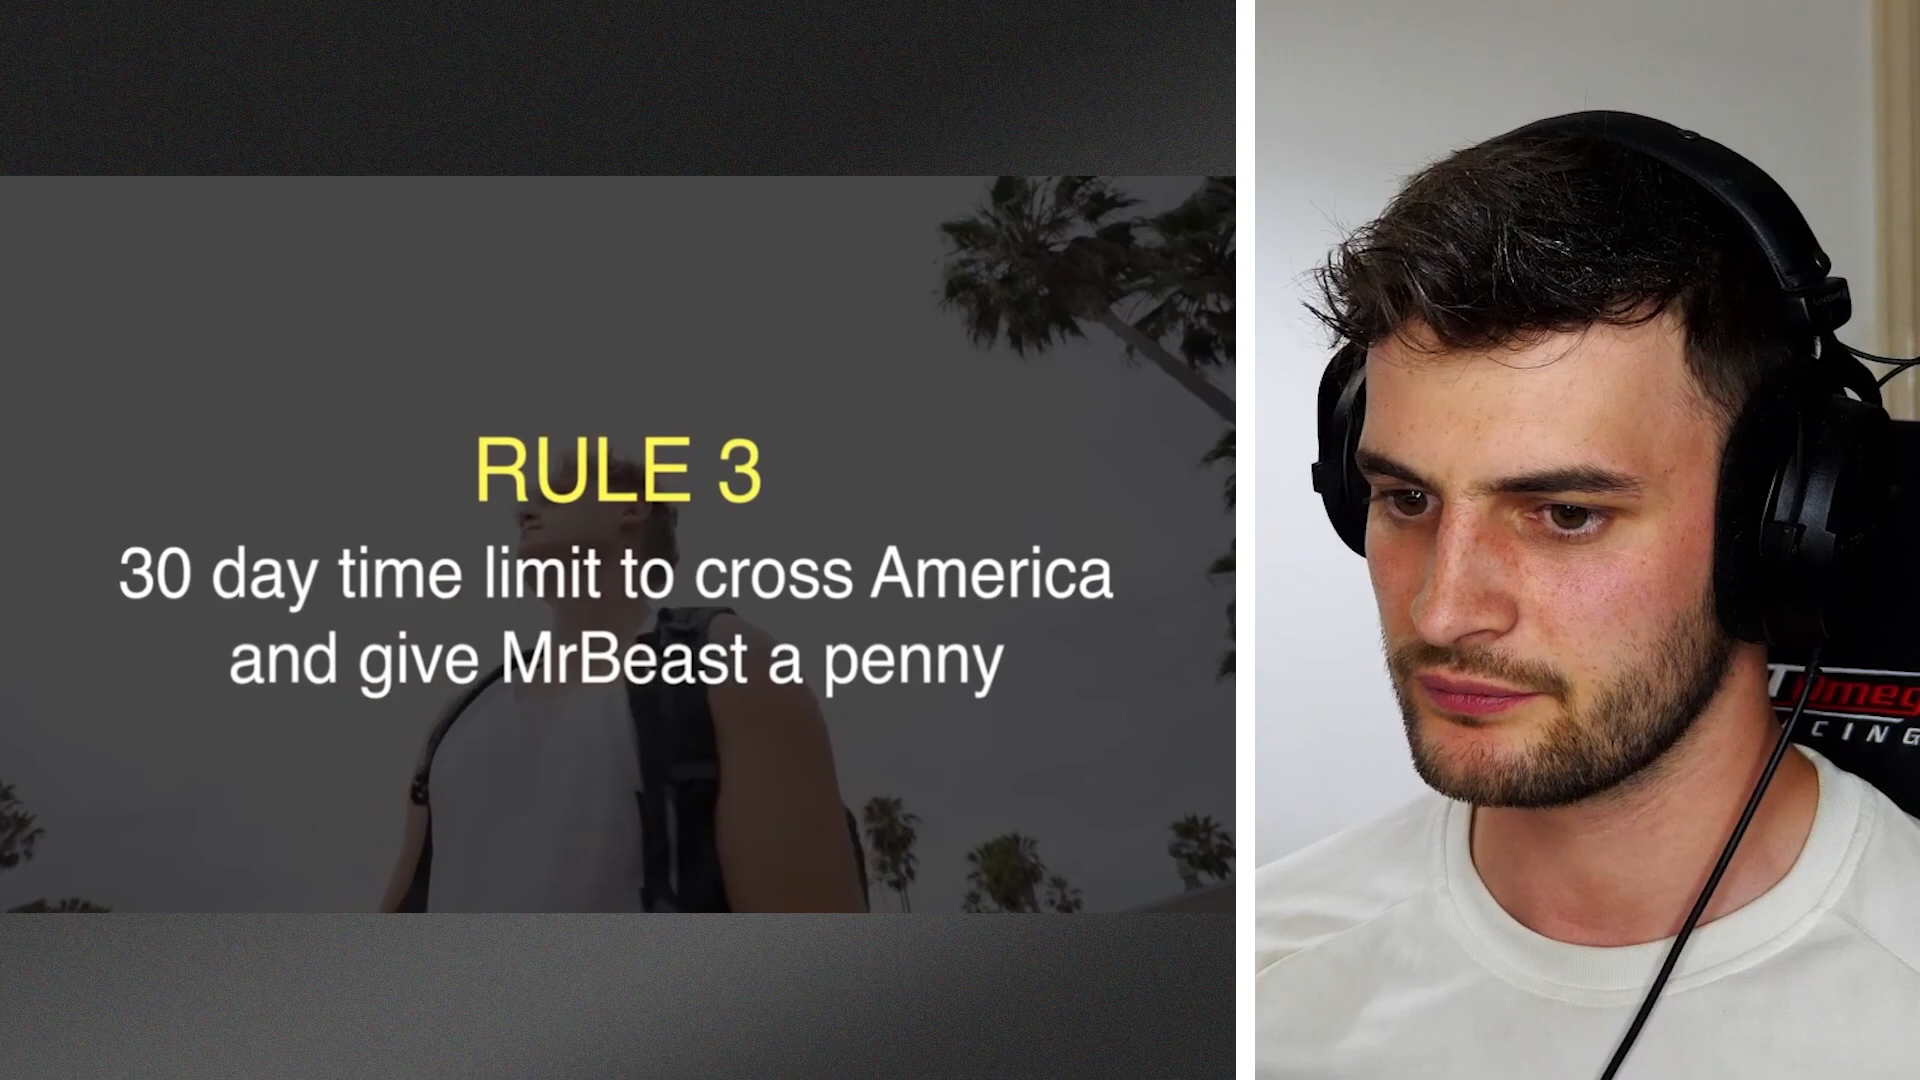 RULE 3
30 day time limit to cross America
and give MrBeast a penny